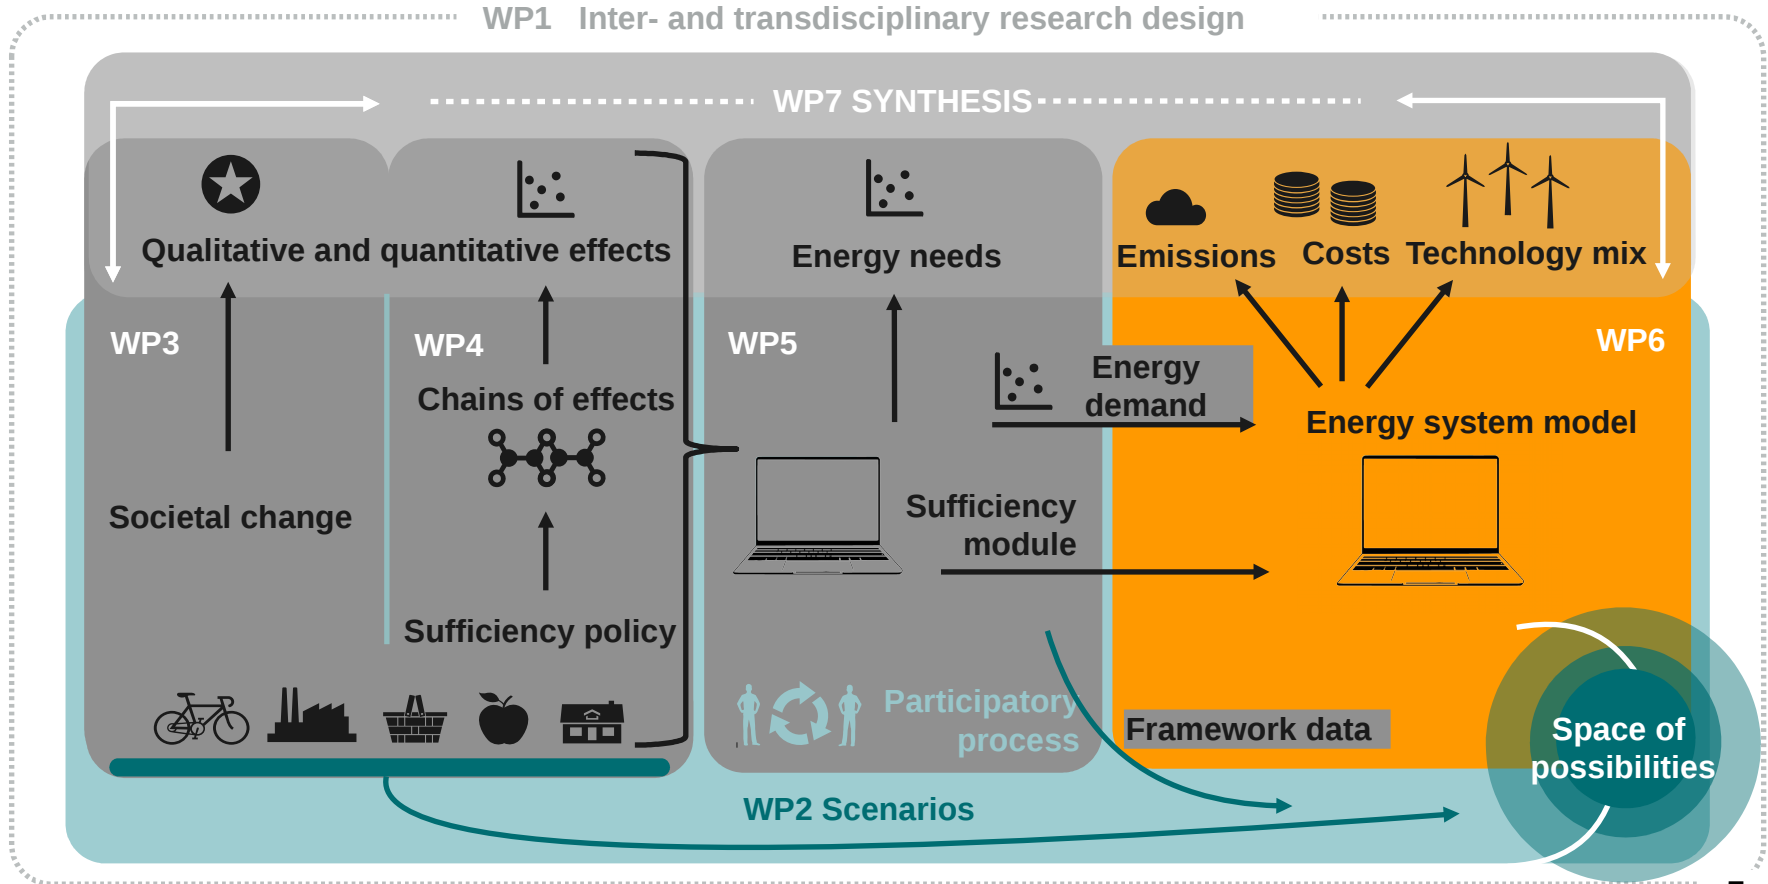 WP1 Inter- and transdisciplinary research design
WP7 SYNTHESIS
Qualitative and quantitative effects
Energy needs
Emissions
Costs
Technology mix
WP3
WP4
WP5
WP6
Chains of effects
Energy
demand
Energy system model
Societal change
Sufficiency
module
Sufficiency policy
Participatory
process
Framework data
Space of
possibilities
WP2 Scenarios